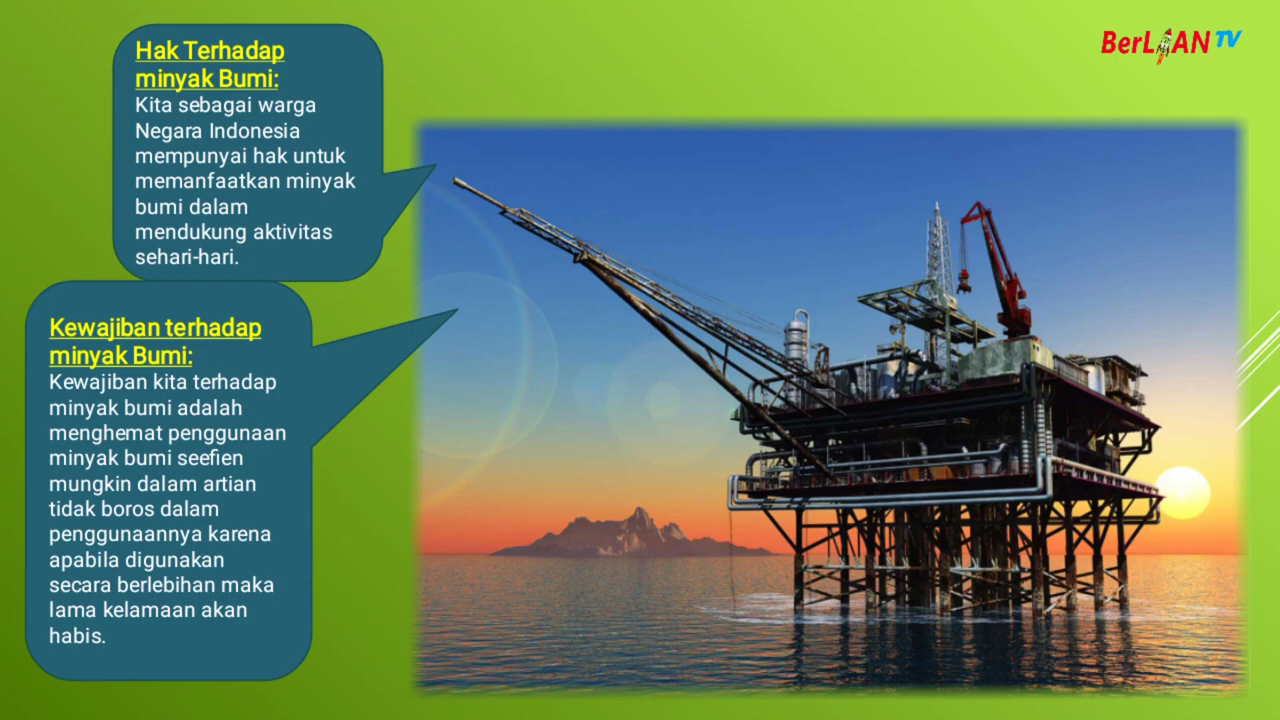 Hak Terhadap
minyak Bumi:
Kita sebagai warga
Negara Indonesia
mempunyai hak untuk
memanfaatkan minyak
bumi dalam
mendukung aktivitas
sehari-hari.
Kewajiban terhadap
minyak Bumi:
Kewajiban kita terhadap
minyak bumi adalah
menghemat penggunaan
minyak bumi seefien
mungkin dalam artian
tidak boros dalam
penggunaannya karena
apabila digunakan
secara berlebihan maka
lama kelamaan akan
habis.
BerLIAN TV